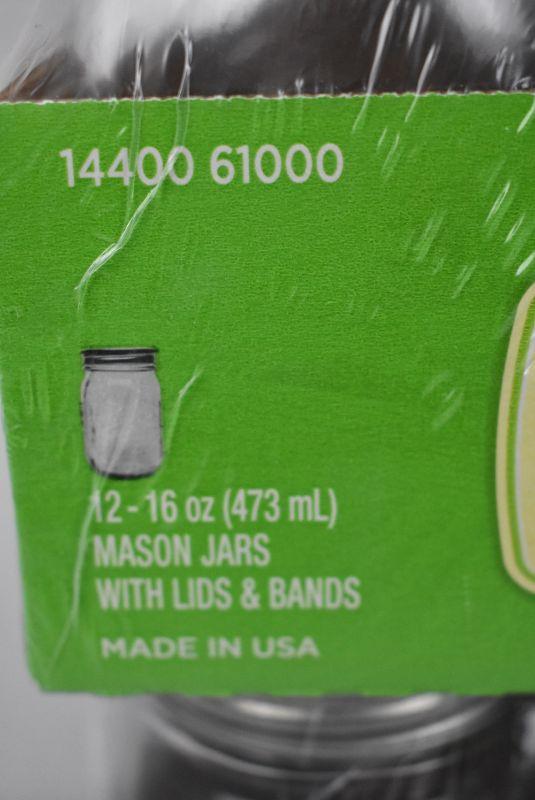 14400 61000
12 - 16 oz (473 mL)
MASON JARS
WITH LIDS & BANDS
MADE IN USA